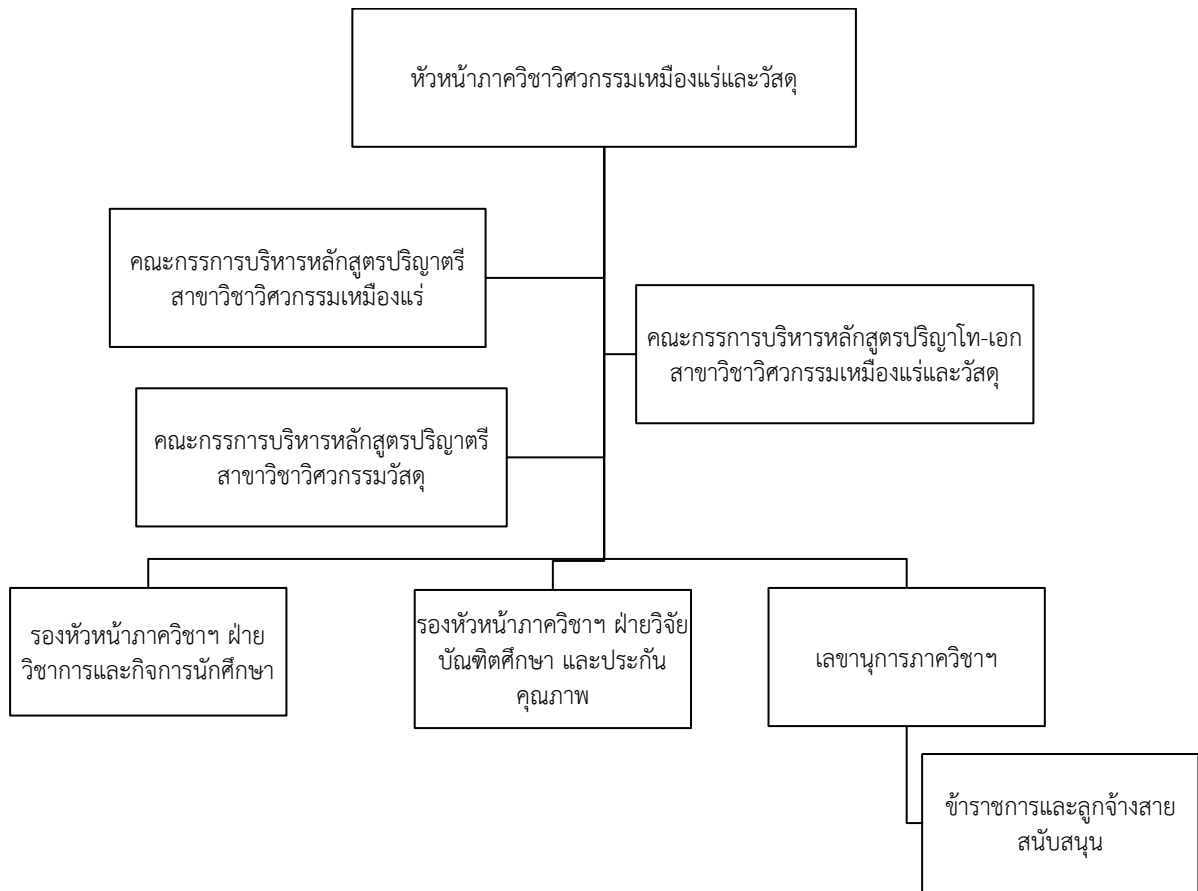 หัวหน้าภาควิชาวิศวกรรมเหมืองแร่และวัสดุ
คณะกรรการบริหารหลักสูตรปริญาตรี
สาขาวิชาวิศวกรรมเหมืองแร่
คณะกรรการบริหารหลักสูตรปริญาโท-เอก
สาขาวิชาวิศวกรรมเหมืองแร่และวัสดุ
คณะกรรการบริหารหลักสูตรปริญาตรี
สาขาวิชาวิศวกรรมวัสดุ
รองหัวหน้าภาควิชาฯ ฝ่าย
วิชาการและกิจการนักศึกษา
รองหัวหน้าภาควิชาฯ ฝ่ายวิจัย
บัณฑิตศึกษา และประกัน
คุณภาพ
เลขานุการภาควิชาฯ
ข้าราชการและลูกจ้างสาย
สนับสนุน